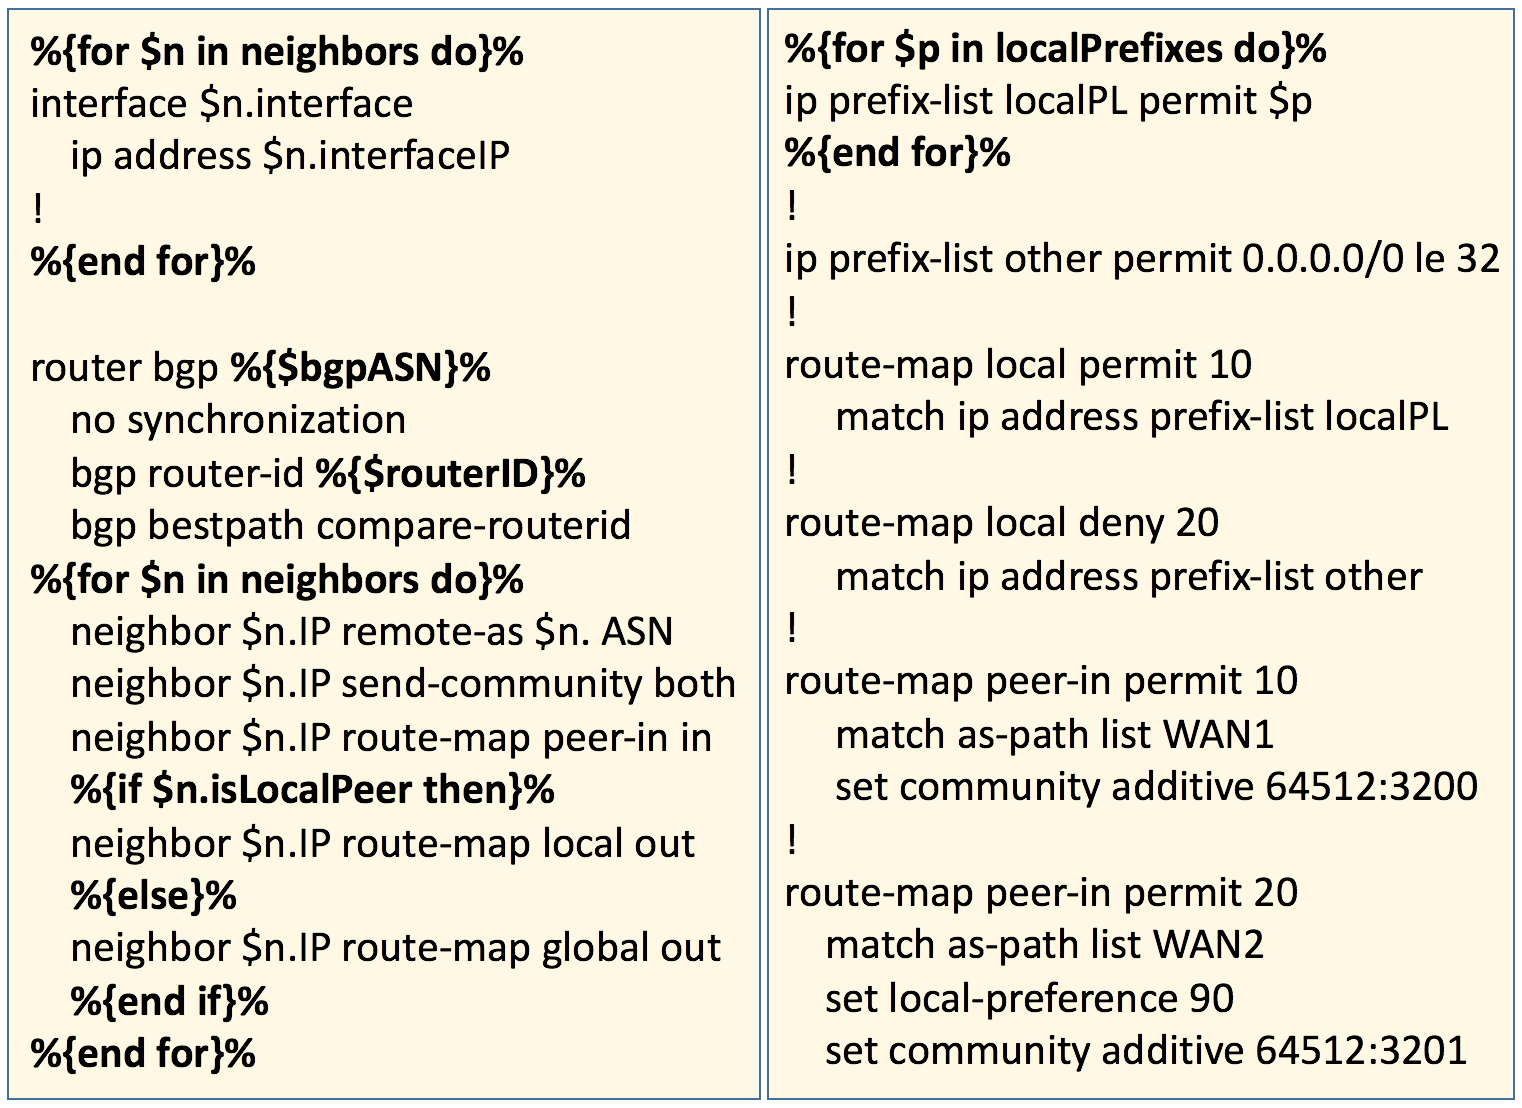 %{for $n in neighbors do}%
interface $n.interface
ip address $n.interfaceIP
!
%{end for}%
router bgp %{$bgpASN}%
no synchronization
bgp router-id %{$routerID}%
bgp bestpath compare-routerid
%{for $n in neighbors do}%
neighbor $n.IP remote-as $n. ASN
neighbor $n.IP send-community both
neighbor $n.IP route-map peer-in in
%{if $n.isLocalPeer then}%
neighbor $n.IP route-map local out
%{else}%
neighbor $n.IP route-map global out
%{end if}%
%{end for}%
%{for $p in localPrefixes do}%
ip prefix-list localPL permit $p
%{end for}%
!
ip prefix-list other permit 0.0.0.0/0 le 32
!
route-map local permit 10
match ip address prefix-list localPL
!
route-map local deny 20
match ip address prefix-list other
!
route-map peer-in permit 10
match as-path list WAN1
set community additive 64512:3200
!
route-map peer-in permit 20
match as-path list WAN2
set local-preference 90
set community additive 64512:3201